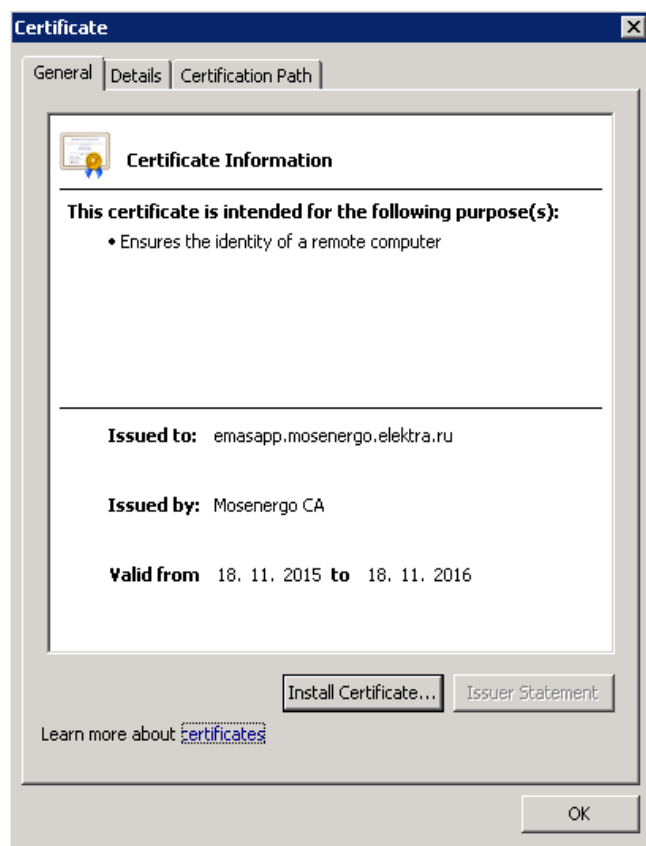 Certificate
General Details Certification Path
Certificate Information
This certificate is intended for the following purpose(s):
• Ensures the identity of a remote computer
Issued to: emasapp.mosenergo.elektra.ru
Issued by: Mosenergo CA
Valid from 18. 11. 2015 to 18. 11. 2016
Install Certificate... Issuer Statement
Learn more about certificates
OK